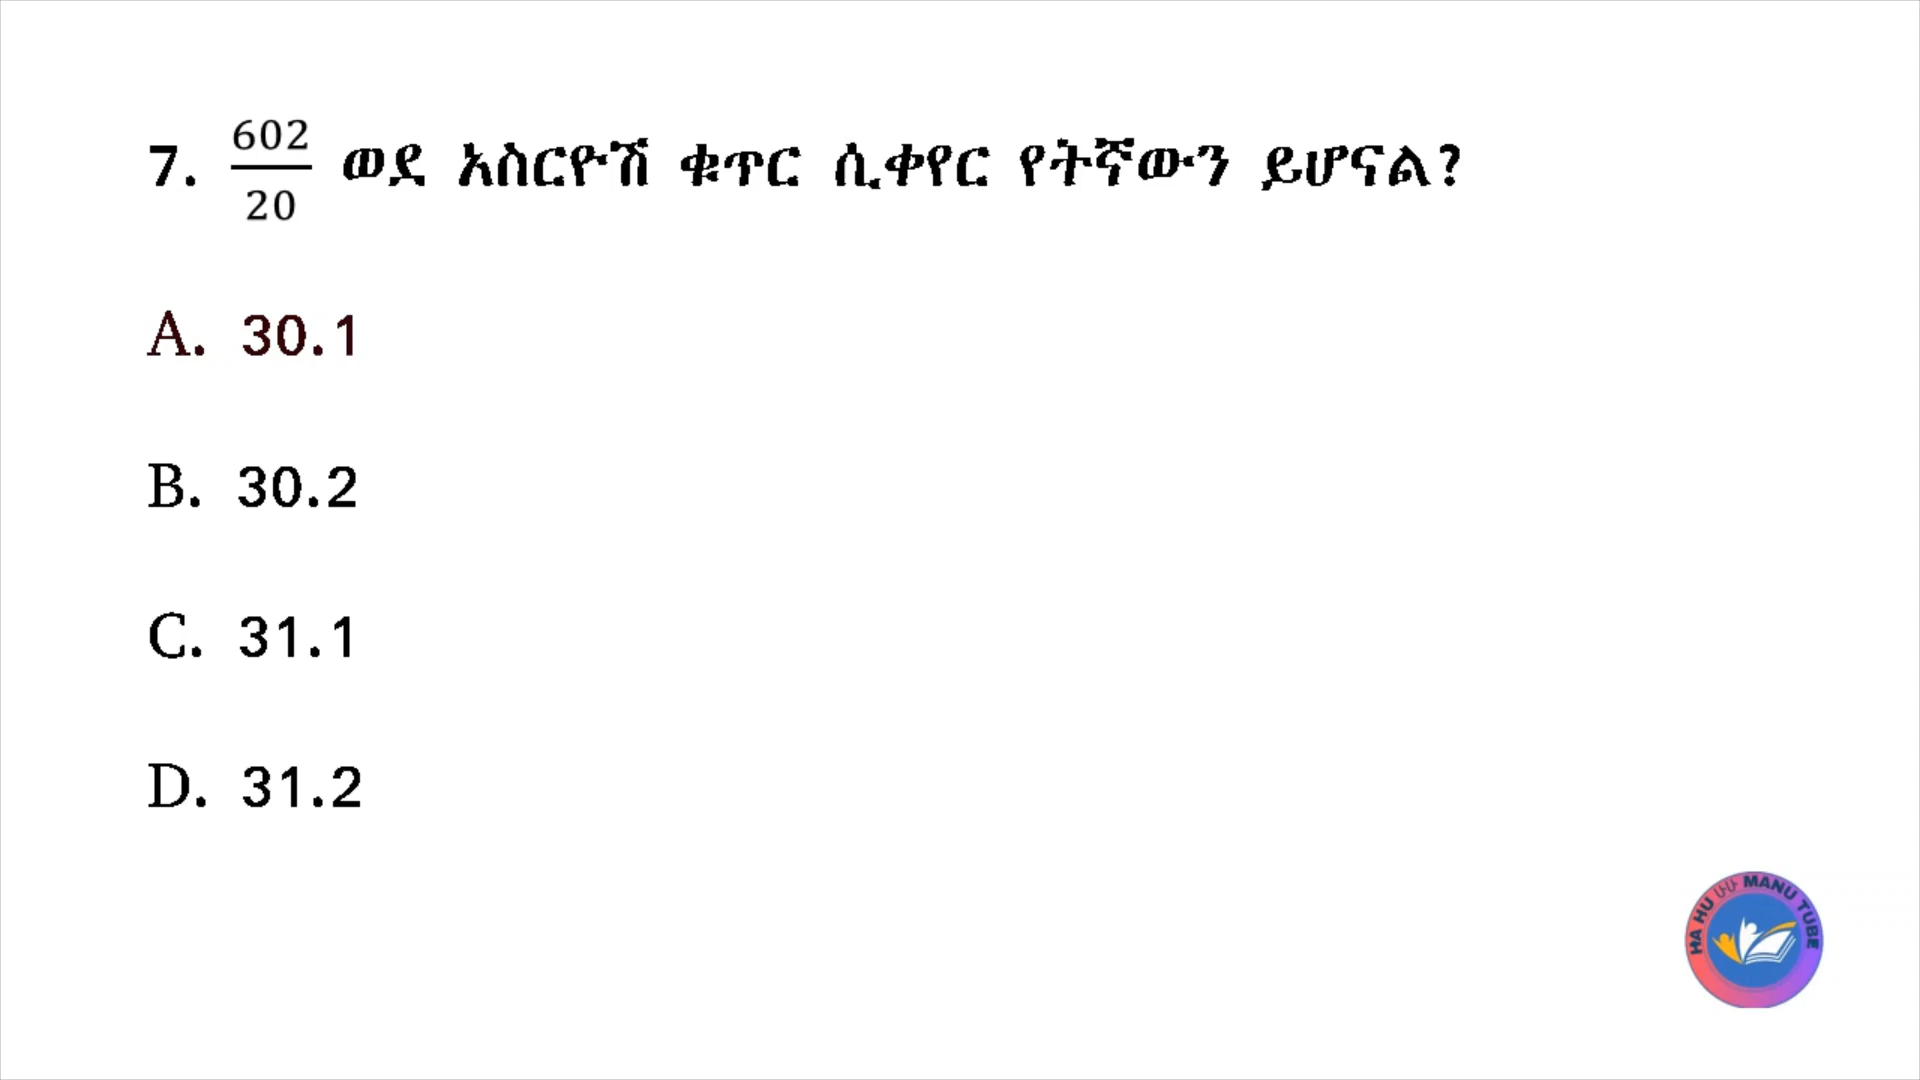 7. 602/20 ወደ አስርዮሽ ቁጥር ሲቀየር የትኛውን ይሆናል?
A. 30.1
B. 30.2
C. 31.1
D. 31.2
HA HU ሀሁ MANU TUBE